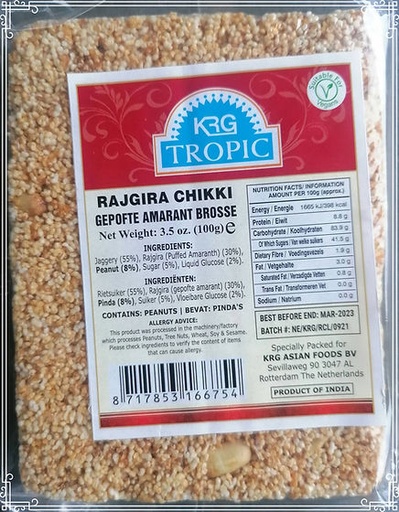 Suitable For
Vegans
KRG
TROPIC
RAJGIRA CHIKKI
GEPOFTE AMARANT BROSSE
Net Weight: 3.5 oz. (100g) e
INGREDIENTS:
Jaggery (55%), Rajgira (Puffed Amaranth) (30%),
Peanut (8%), Sugar (5%), Liquid Glucose (2%).
INGREDIËNTEN:
Rietsuiker (55%), Rajgira (gepofte amarant) (30%),
Pinda (8%), Suiker (5%), Vloeibare Glucose (2%).
CONTAINS: PEANUTS | BEVAT: PINDA'S
ALLERGY ADVICE:
This product was processed in the machinery/factory
which processes Peanuts, Tree Nuts, Wheat, Soy & Sesame.
Please check ingredients to verify the content of items
that can cause allergy.
8 717853 166754
NUTRITION FACTS/ INFORMATION
AMOUNT PER 100g (approx.)
Energy / Energie 1665 kJ/398 kcal
Protein / Eiwit 8.8 g
Carbohydrate / Koolhydraten 83.9 g
Of Which Sugars / Van welke suikers 41.5 g
Dietary Fibre / Voedingsvezels 1.9 g
Fat / Vetgehalte 3.0 g
Saturated Fat / Verzadigde Vetten 0.8 g
Trans Fat / Transformeren Vet 0.0 g
Sodium / Natrium 0.0 g
BEST BEFORE END: MAR-2023
BATCH #: NE/KRG/RCL/0921
Specially Packed for
KRG ASIAN FOODS BV
Sevillaweg 90 3047 AL
Rotterdam The Netherlands
PRODUCT OF INDIA